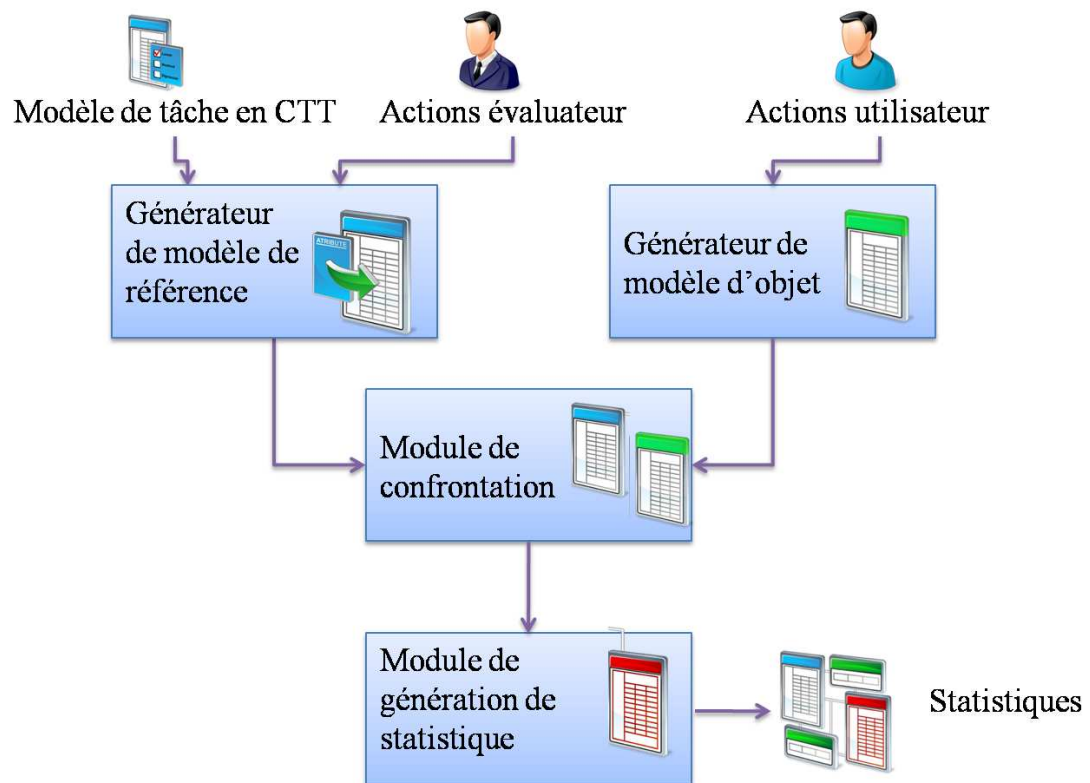 Modèle de tâche en CTT
Actions évaluateur
Actions utilisateur
Générateur
de modèle de
référence
ATRIBUTE
Générateur de
modèle d’objet
Module de
confrontation
Module de
génération de
statistique
Statistiques